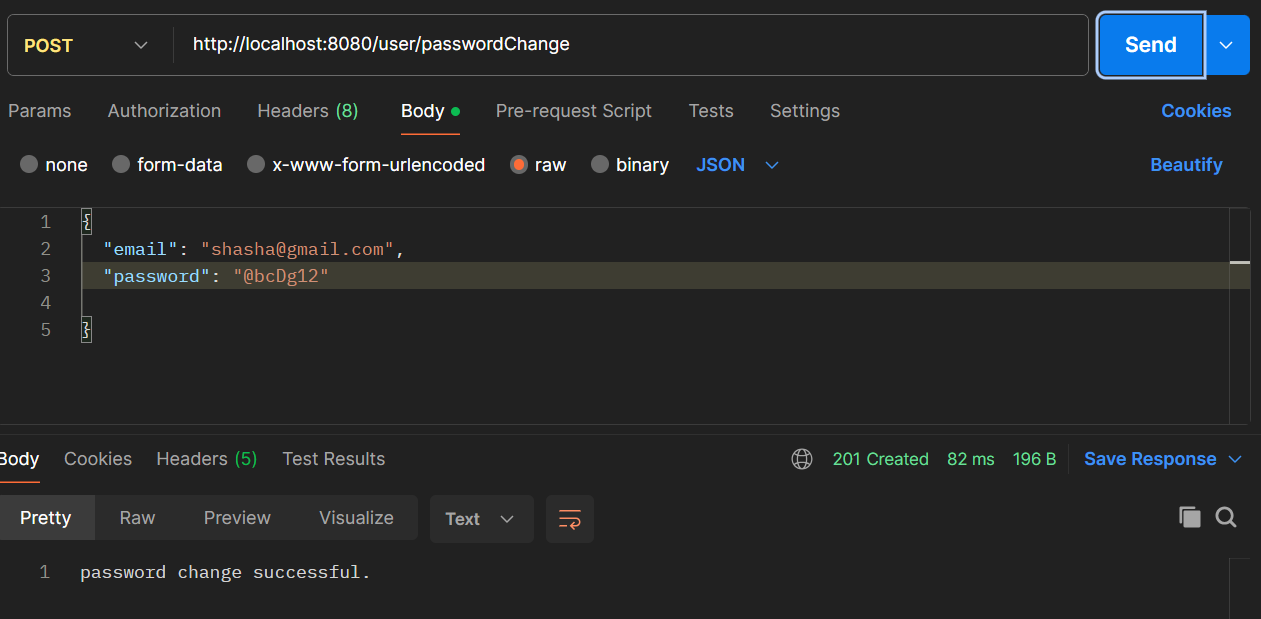 POST http://localhost:8080/user/passwordChange Send
Params Authorization Headers (8) Body Pre-request Script Tests Settings Cookies
none form-data x-www-form-urlencoded raw binary JSON Beautify
1 {
2 "email": "shasha@gmail.com",
3 "password": "@bcDg12"
4
5 }
Body Cookies Headers (5) Test Results 201 Created 82 ms 196 B Save Response
Pretty Raw Preview Visualize Text
1 password change successful.